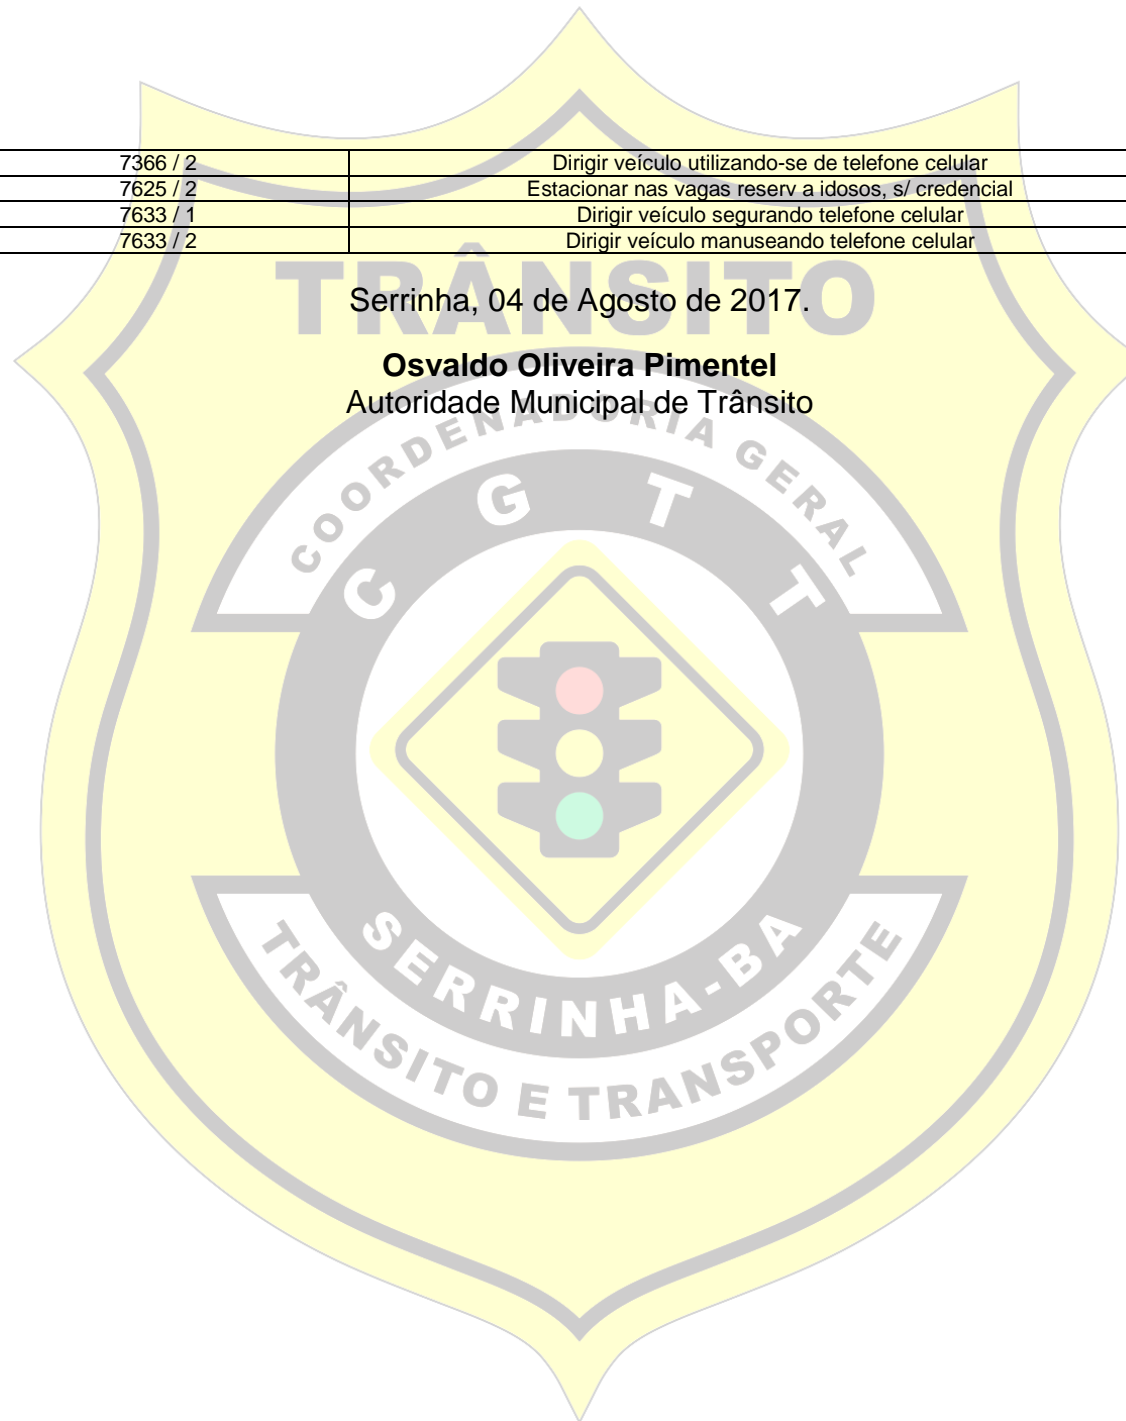 7366 / 2 Dirigir veículo utilizando-se de telefone celular
7625 / 2 Estacionar nas vagas reserv a idosos, s/ credencial
7633 / 1 Dirigir veículo segurando telefone celular
7633 / 2 Dirigir veículo manuseando telefone celular
TRÂNSITO
Serrinha, 04 de Agosto de 2017.
Osvaldo Oliveira Pimentel
Autoridade Municipal de Trânsito
COORDENADORIA GERAL
C G T T
SERRINHA-BA
TRÂNSITO E TRANSPORTE